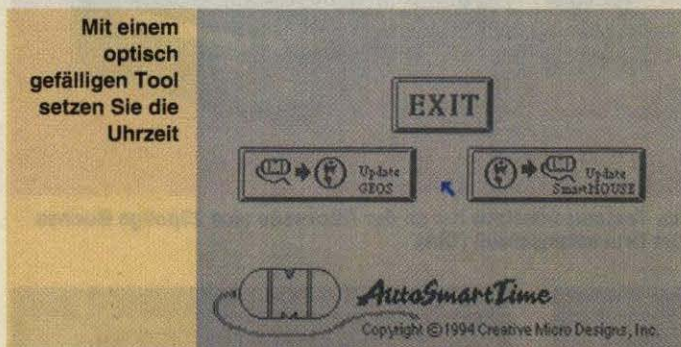 Mit einem
optisch
gefälligen Tool
setzen Sie die
Uhrzeit
EXIT
Update
GEOS
Update
SmartMOUSE
AutoSmartTime
Copyright ©1994 Creative Micro Designs, Inc.